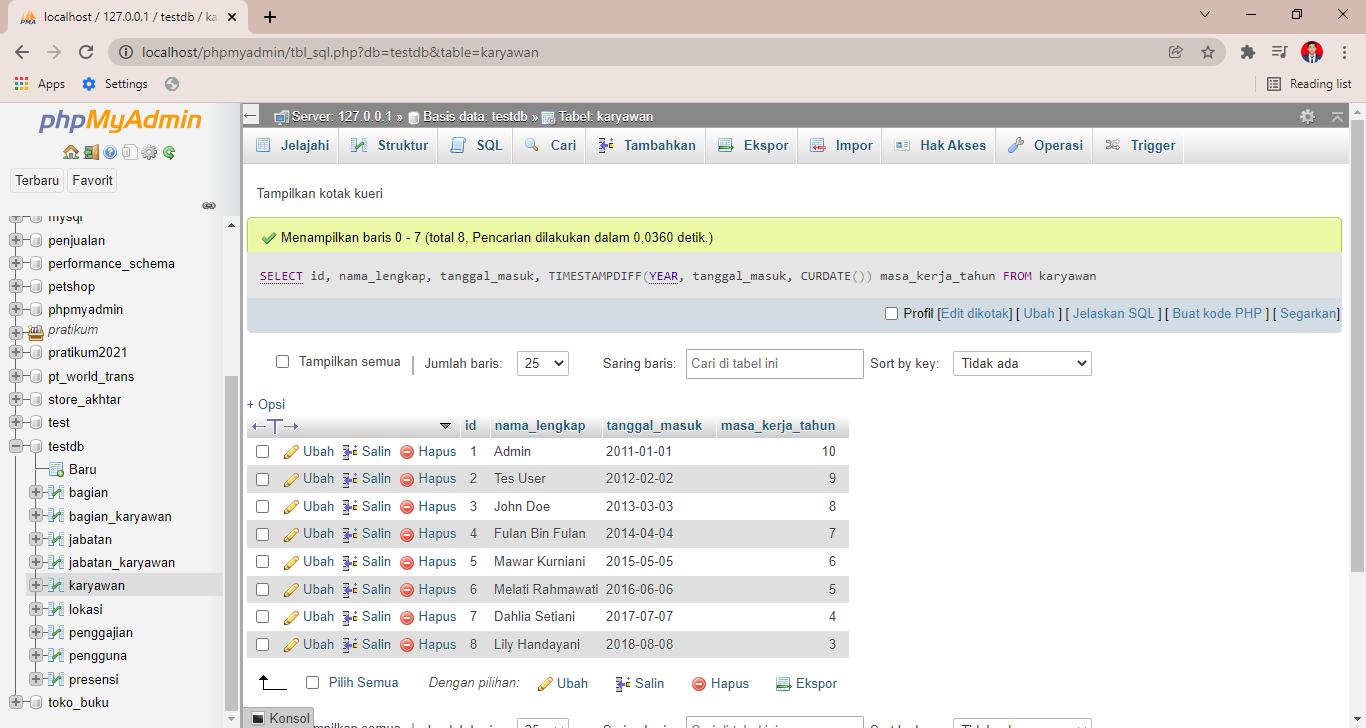 localhost / 127.0.0.1 / testdb / ka
localhost/phpmyadmin/tbl_sql.php?db=testdb&table=karyawan
Apps Settings Reading list
phpMyAdmin
Terbaru Favorit
mysql
penjualan
performance_schema
petshop
phpmyadmin
pratikum
pratikum2021
pt_world_trans
store_akhtar
test
testdb
Baru
bagian
bagian_karyawan
jabatan
jabatan_karyawan
karyawan
lokasi
penggajian
pengguna
presensi
toko_buku
Server: 127.0.0.1 » Basis data: testdb » Tabel: karyawan
Jelajahi Struktur SQL Cari Tambahkan Ekspor Impor Hak Akses Operasi Trigger
Tampilkan kotak kueri
Menampilkan baris 0 - 7 (total 8, Pencarian dilakukan dalam 0,0360 detik.)
SELECT id, nama_lengkap, tanggal_masuk, TIMESTAMPDIFF(YEAR, tanggal_masuk, CURDATE()) masa_kerja_tahun FROM karyawan
Profil [Edit dikotak] [ Ubah ] [ Jelaskan SQL ] [ Buat kode PHP ] [ Segarkan]
Tampilkan semua | Jumlah baris: 25 Saring baris: Cari di tabel ini Sort by key: Tidak ada
+ Opsi
←T→ id nama_lengkap tanggal_masuk masa_kerja_tahun
Ubah Salin Hapus 1 Admin 2011-01-01 10
Ubah Salin Hapus 2 Tes User 2012-02-02 9
Ubah Salin Hapus 3 John Doe 2013-03-03 8
Ubah Salin Hapus 4 Fulan Bin Fulan 2014-04-04 7
Ubah Salin Hapus 5 Mawar Kurniani 2015-05-05 6
Ubah Salin Hapus 6 Melati Rahmawati 2016-06-06 5
Ubah Salin Hapus 7 Dahlia Setiani 2017-07-07 4
Ubah Salin Hapus 8 Lily Handayani 2018-08-08 3
Pilih Semua Dengan pilihan: Ubah Salin Hapus Ekspor
Konsol